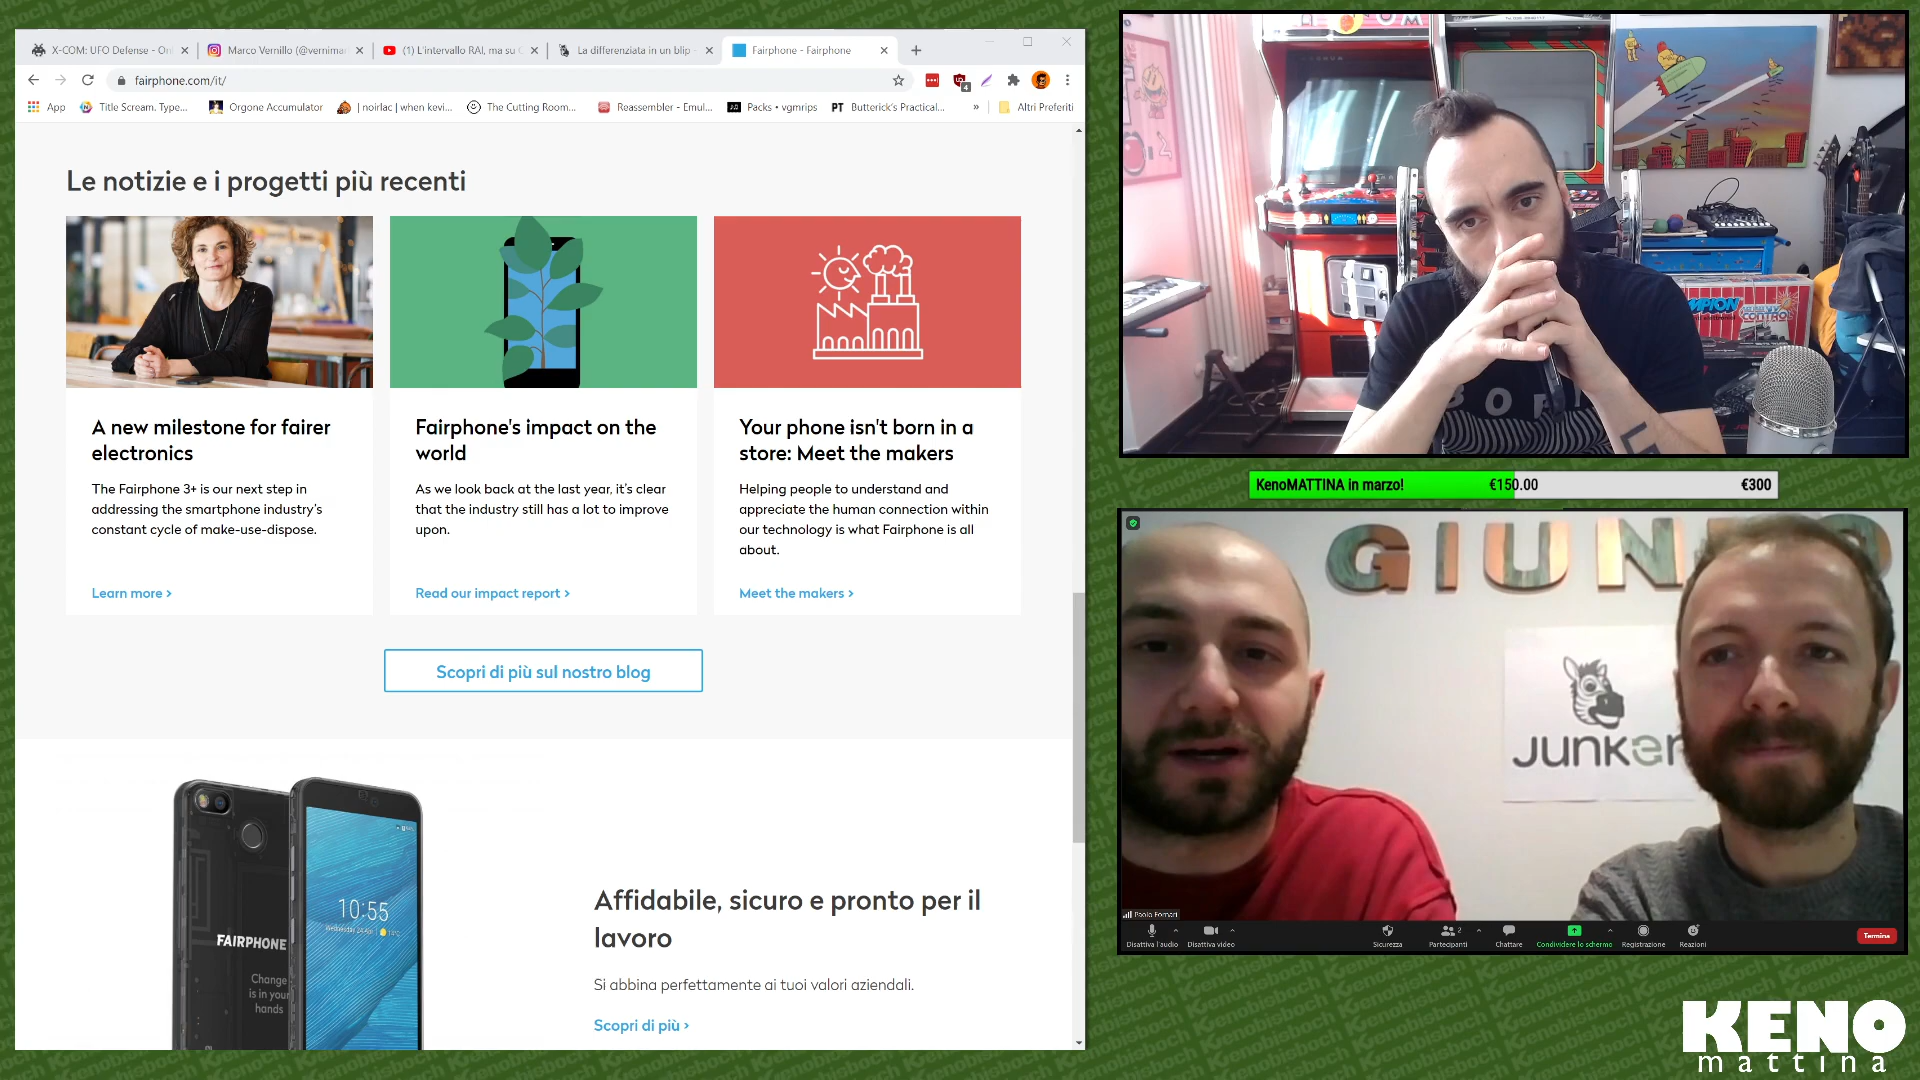 X-COM: UFO Defense - Onl
Marco Vernillo (@vernima
(1) L'intervallo RAI, ma su
La differenziata in un blip
Fairphone - Fairphone
fairphone.com/it/
App
Title Scream. Type...
Orgone Accumulator
| noirlac | when kevi...
The Cutting Room...
Reassembler - Emul...
Packs • vgmrips
PT Butterick's Practical...
»
Altri Preferiti
Le notizie e i progetti più recenti
A new milestone for fairer
electronics
The Fairphone 3+ is our next step in
addressing the smartphone industry's
constant cycle of make-use-dispose.
Learn more >
Fairphone's impact on the
world
As we look back at the last year, it's clear
that the industry still has a lot to improve
upon.
Read our impact report >
Your phone isn't born in a
store: Meet the makers
Helping people to understand and
appreciate the human connection within
our technology is what Fairphone is all
about.
Meet the makers >
Scopri di più sul nostro blog
10:55
FAIRPHONE
Change
is in your
hands
Affidabile, sicuro e pronto per il
lavoro
Si abbina perfettamente ai tuoi valori aziendali.
Scopri di più >
KenoMATTINA in marzo!
€150.00
€300
GIUN
JUNKer
Paolo Fornari
Disattiva l'audio
Disattiva video
Sicurezza
2
Partecipanti
Chattare
Condividere lo schermo
Registrazione
Reazioni
Termina
KENO
mattina